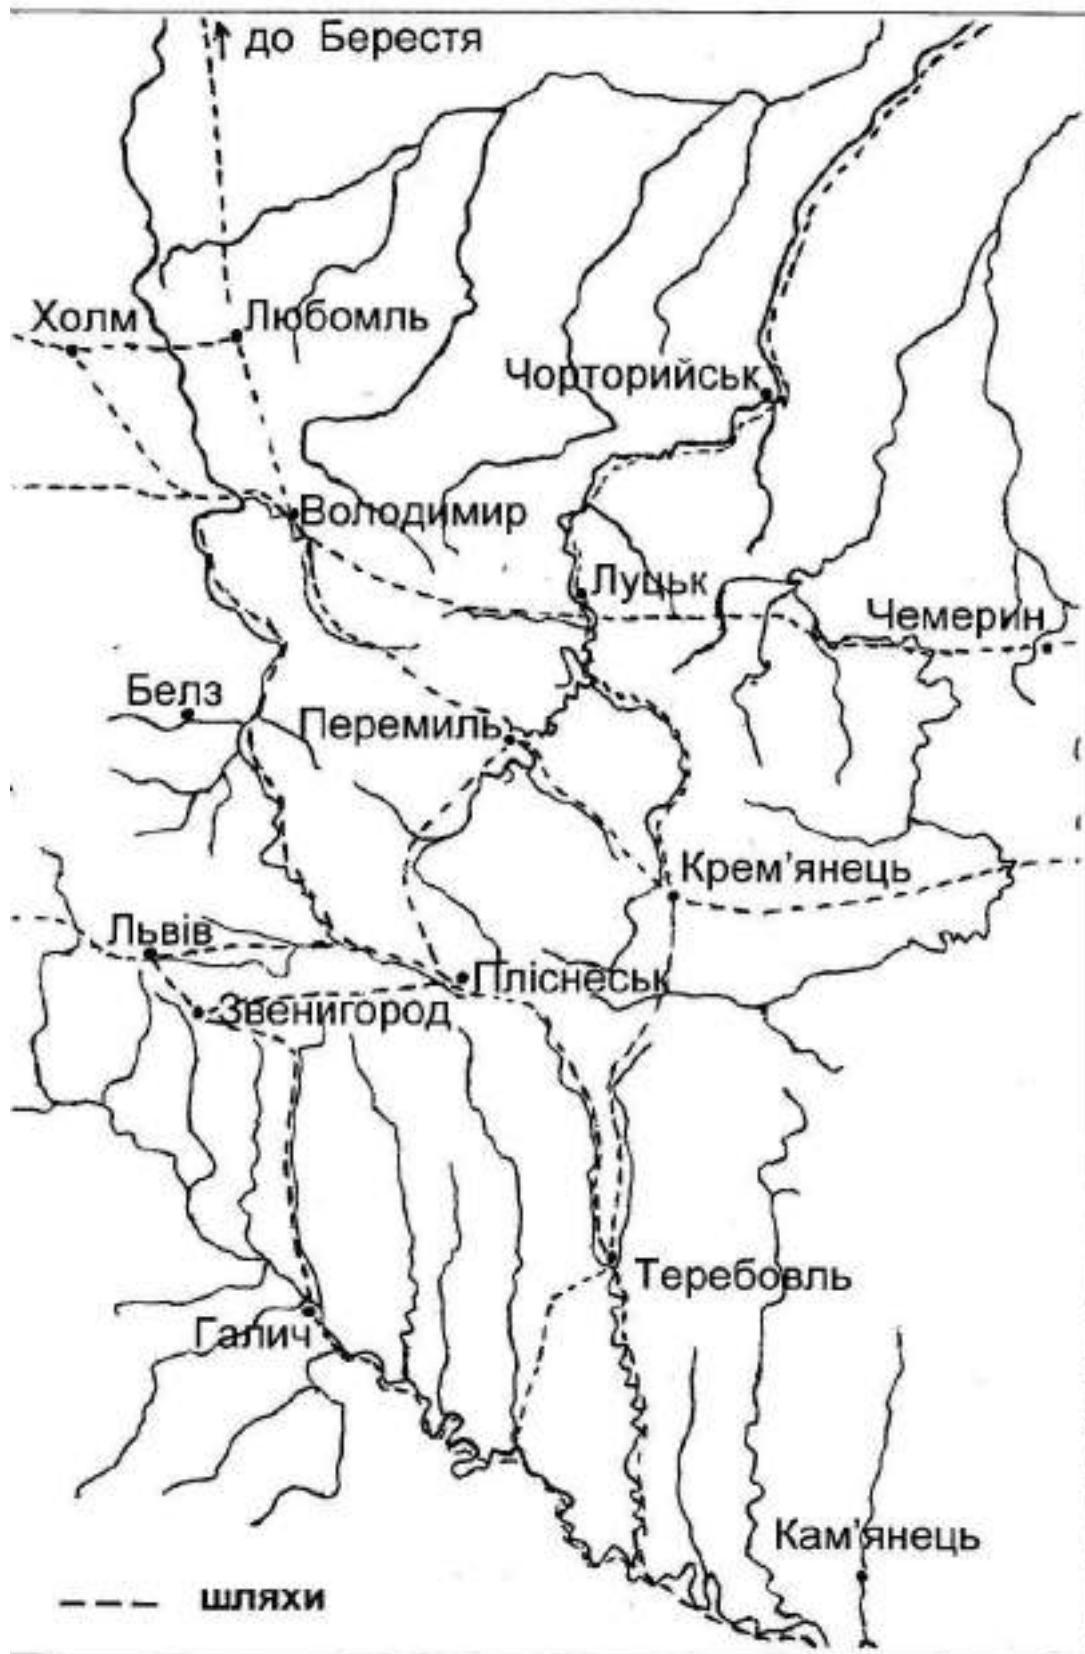 до Берестя
Холм
Любомль
Чорторийськ
Володимир
Луцьк
Чемерин
Белз
Перемиль
Крем'янець
Львів
Пліснеськ
Звенигород
Теребовль
Галич
Кам'янець
шляхи